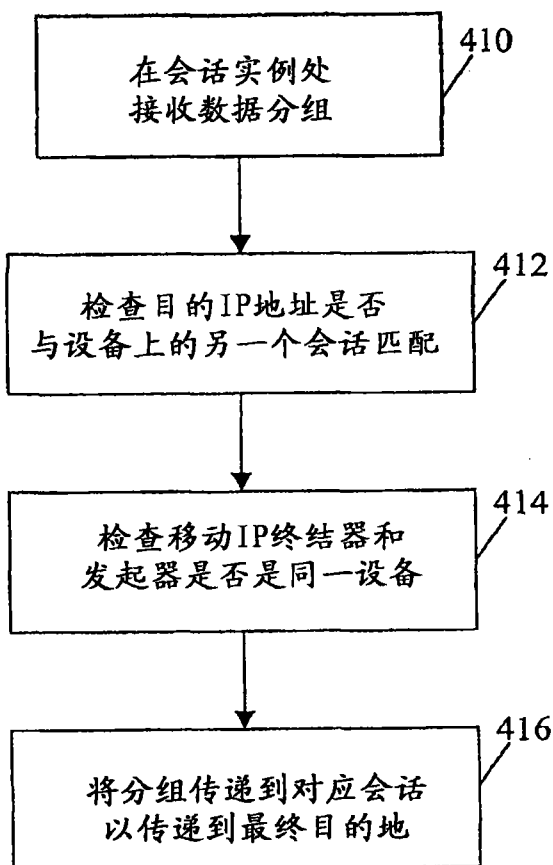 410
在会话实例处
接收数据分组
412
检查目的IP地址是否
与设备上的另一个会话匹配
414
检查移动IP终结器和
发起器是否是同一设备
416
将分组传递到对应会话
以传递到最终目的地